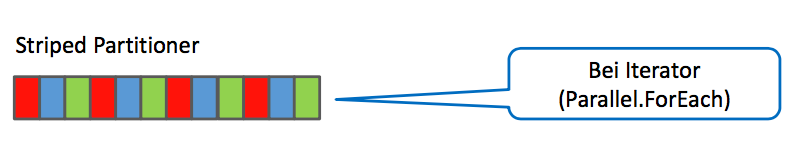 Striped Partitioner
Bei Iterator
(Parallel.ForEach)